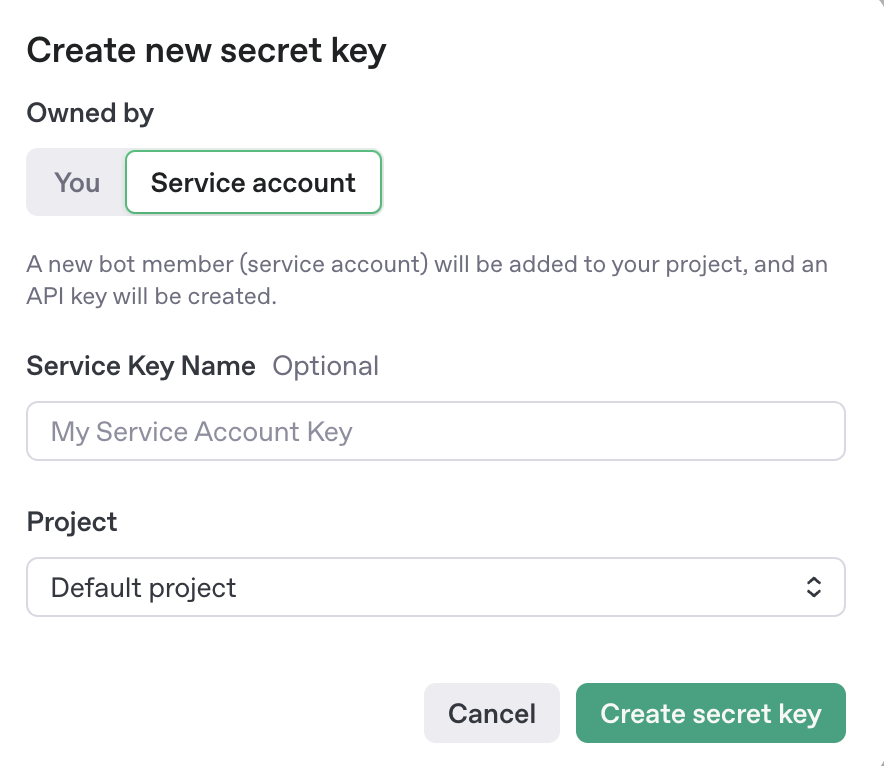 Create new secret key
Owned by
You Service account
A new bot member (service account) will be added to your project, and an
API key will be created.
Service Key Name Optional
My Service Account Key
Project
Default project
Cancel Create secret key